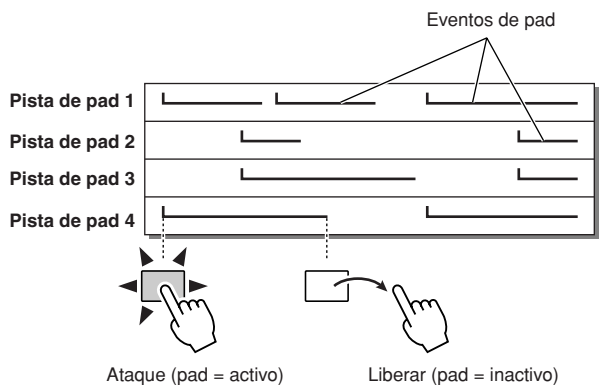 Eventos de pad
Pista de pad 1
Pista de pad 2
Pista de pad 3
Pista de pad 4
Ataque (pad = activo)
Liberar (pad = inactivo)